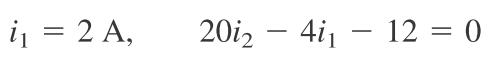 i₁ = 2 A, 20i₂ − 4i₁ − 12 = 0